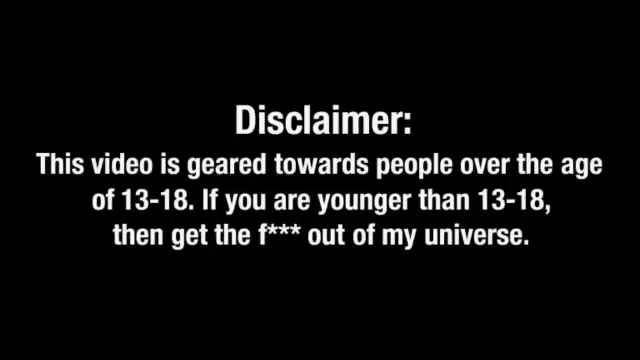 Disclaimer:
This video is geared towards people over the age
of 13-18. If you are younger than 13-18,
then get the f*** out of my universe.